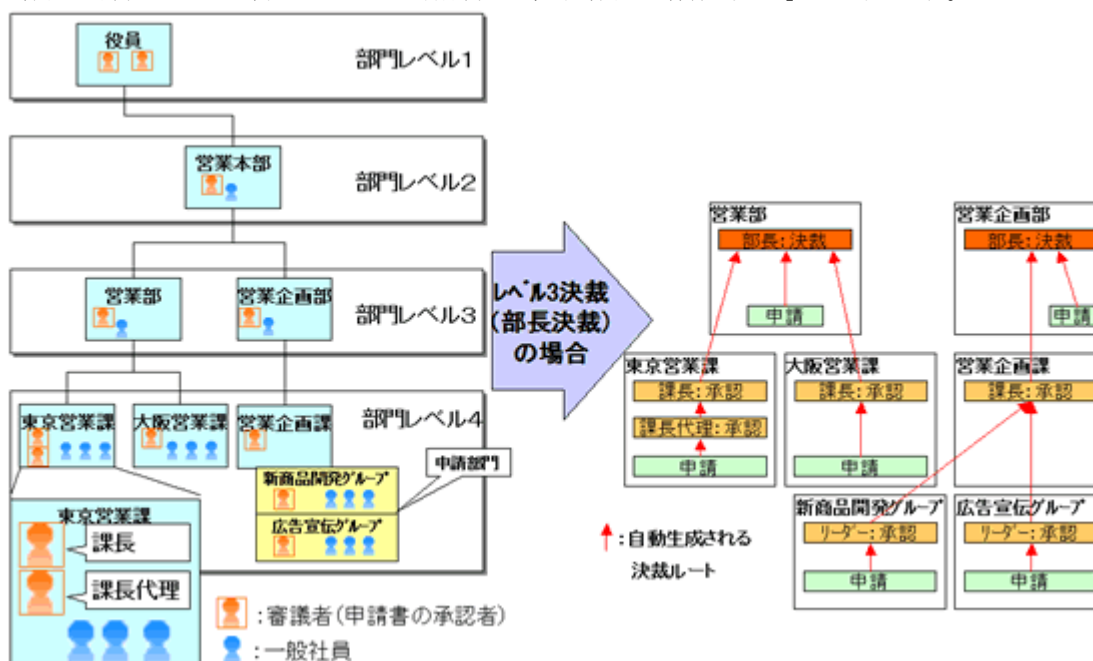 役員
部門レベル1
営業本部
部門レベル2
営業部
営業企画部
部門レベル3
東京営業課
大阪営業課
営業企画課
部門レベル4
申請部門
新商品開発グループ
広告宣伝グループ
東京営業課
課長
課長代理
:審議者(申請書の承認者)
:一般社員
レベル3決裁
(部長決裁)
の場合
営業部
部長:決裁
申請
営業企画部
部長:決裁
申請
東京営業課
課長:承認
課長代理:承認
申請
大阪営業課
課長:承認
申請
営業企画課
課長:承認
新商品開発グループ
リーダー:承認
申請
広告宣伝グループ
リーダー:承認
申請
:自動生成される
決裁ルート